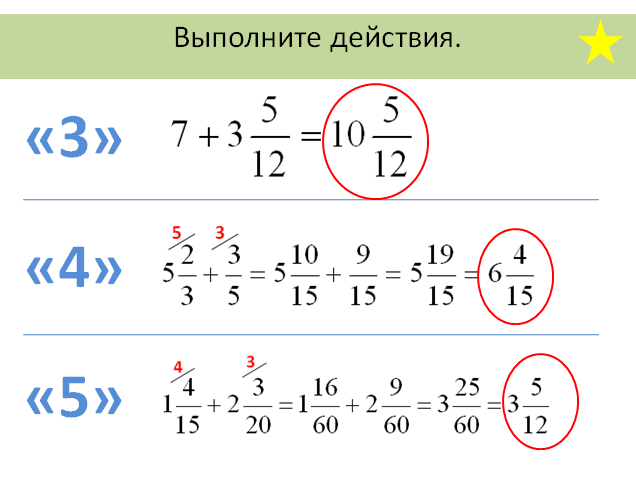 Выполните действия.
«3» 7 + 3 5/12 = 10 5/12
«4» 5 2/3 ⁵ + 3/5 ³ = 5 10/15 + 9/15 = 5 19/15 = 6 4/15
«5» 1 4/15 ⁴ + 2 3/20 ³ = 1 16/60 + 2 9/60 = 3 25/60 = 3 5/12